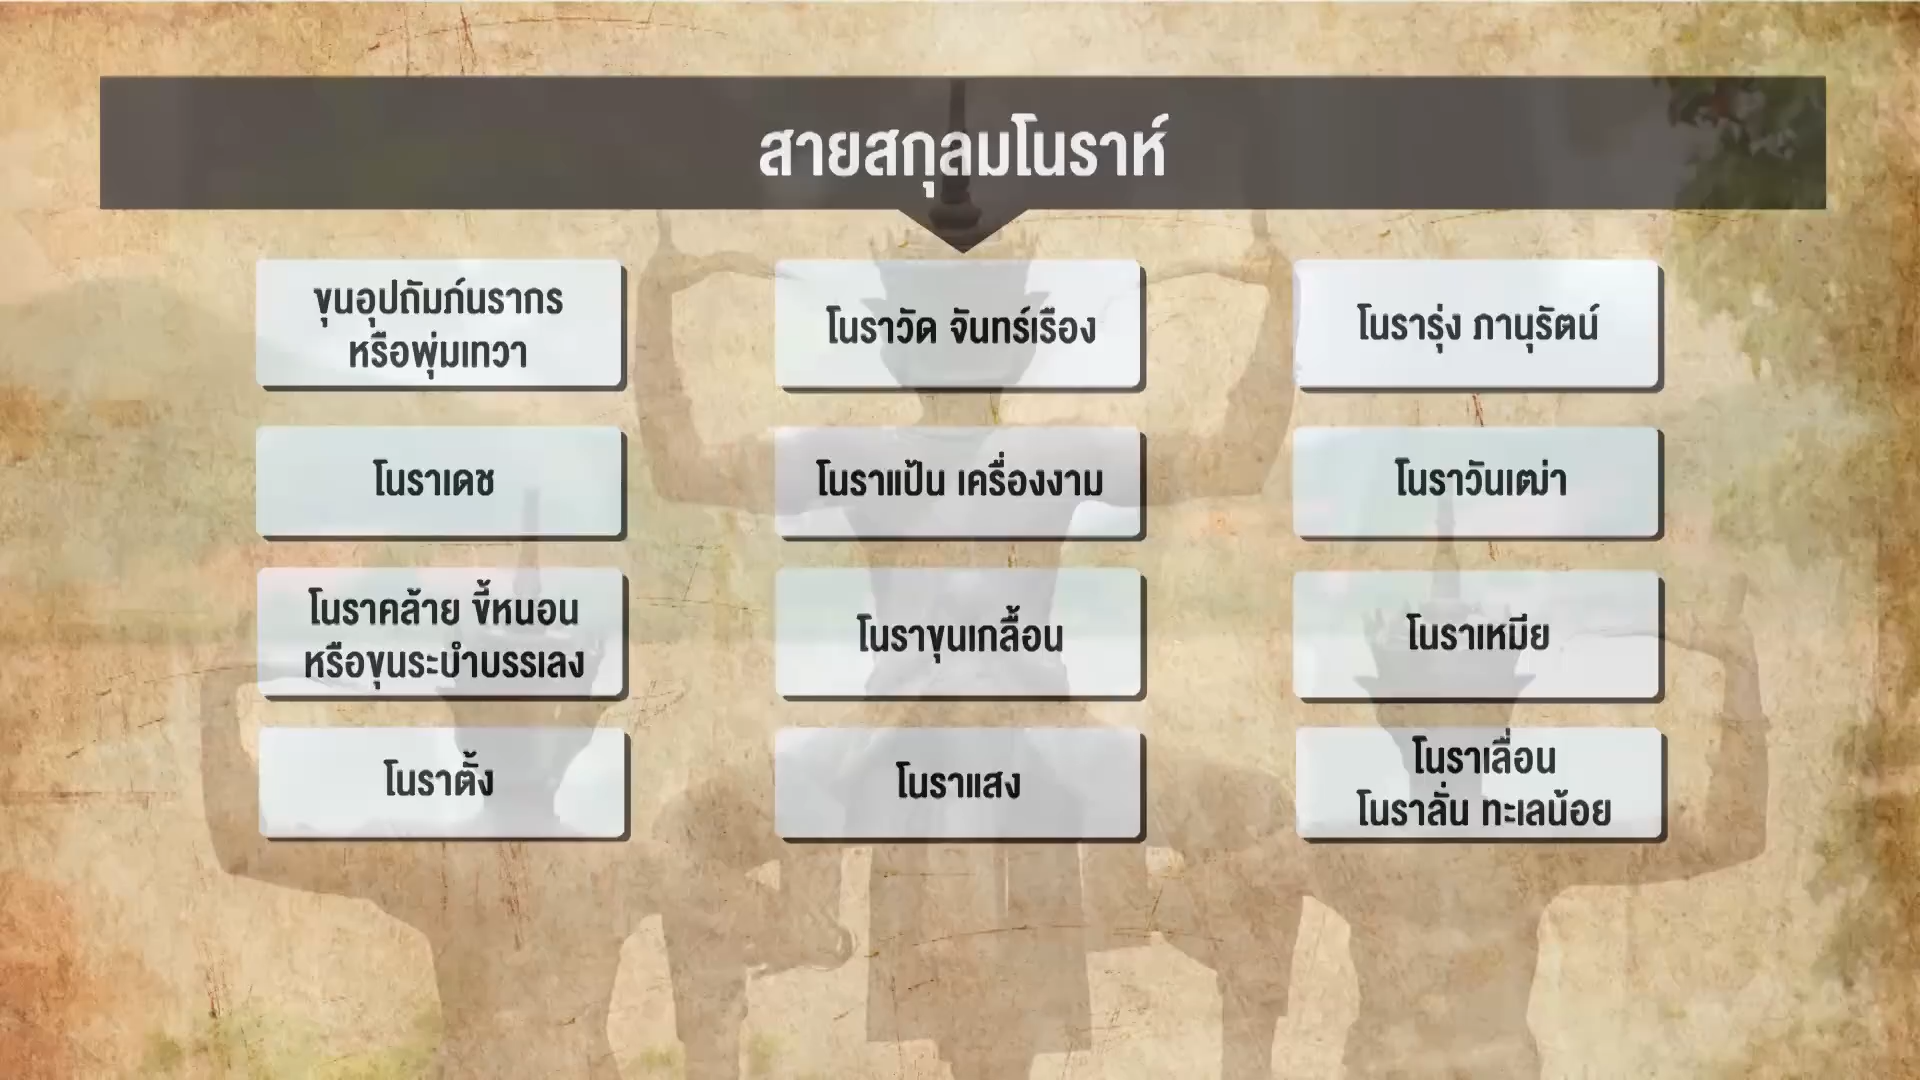 สายสกุลมโนราห์
ขุนอุปถัมภ์นรากร
หรือพุ่มเทวา
โนราวัด จันทร์เรือง
โนรารุ่ง ภานุรัตน์
โนราเดช
โนราแป้น เครื่องงาม
โนราวันเฒ่า
โนราคล้าย ขี้หนอน
หรือขุนระบำบรรเลง
โนราขุนเกลื้อน
โนราเหมีย
โนราตั้ง
โนราแสง
โนราเลื่อน
โนราลั่น ทะเลน้อย